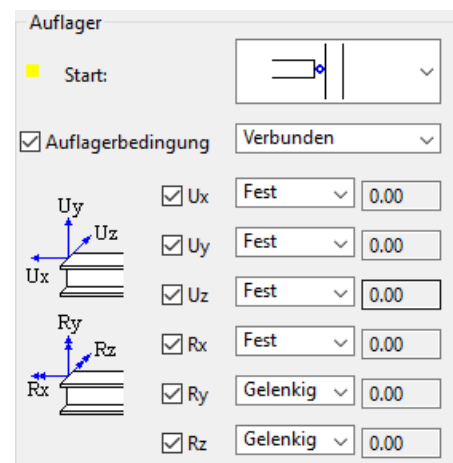 Auflager
Start:
Auflagerbedingung Verbunden
Ux Fest 0.00
Uy Fest 0.00
Uz Fest 0.00
Rx Fest 0.00
Ry Gelenkig 0.00
Rz Gelenkig 0.00
Uy
Uz
Ux
Ry
Rz
Rx